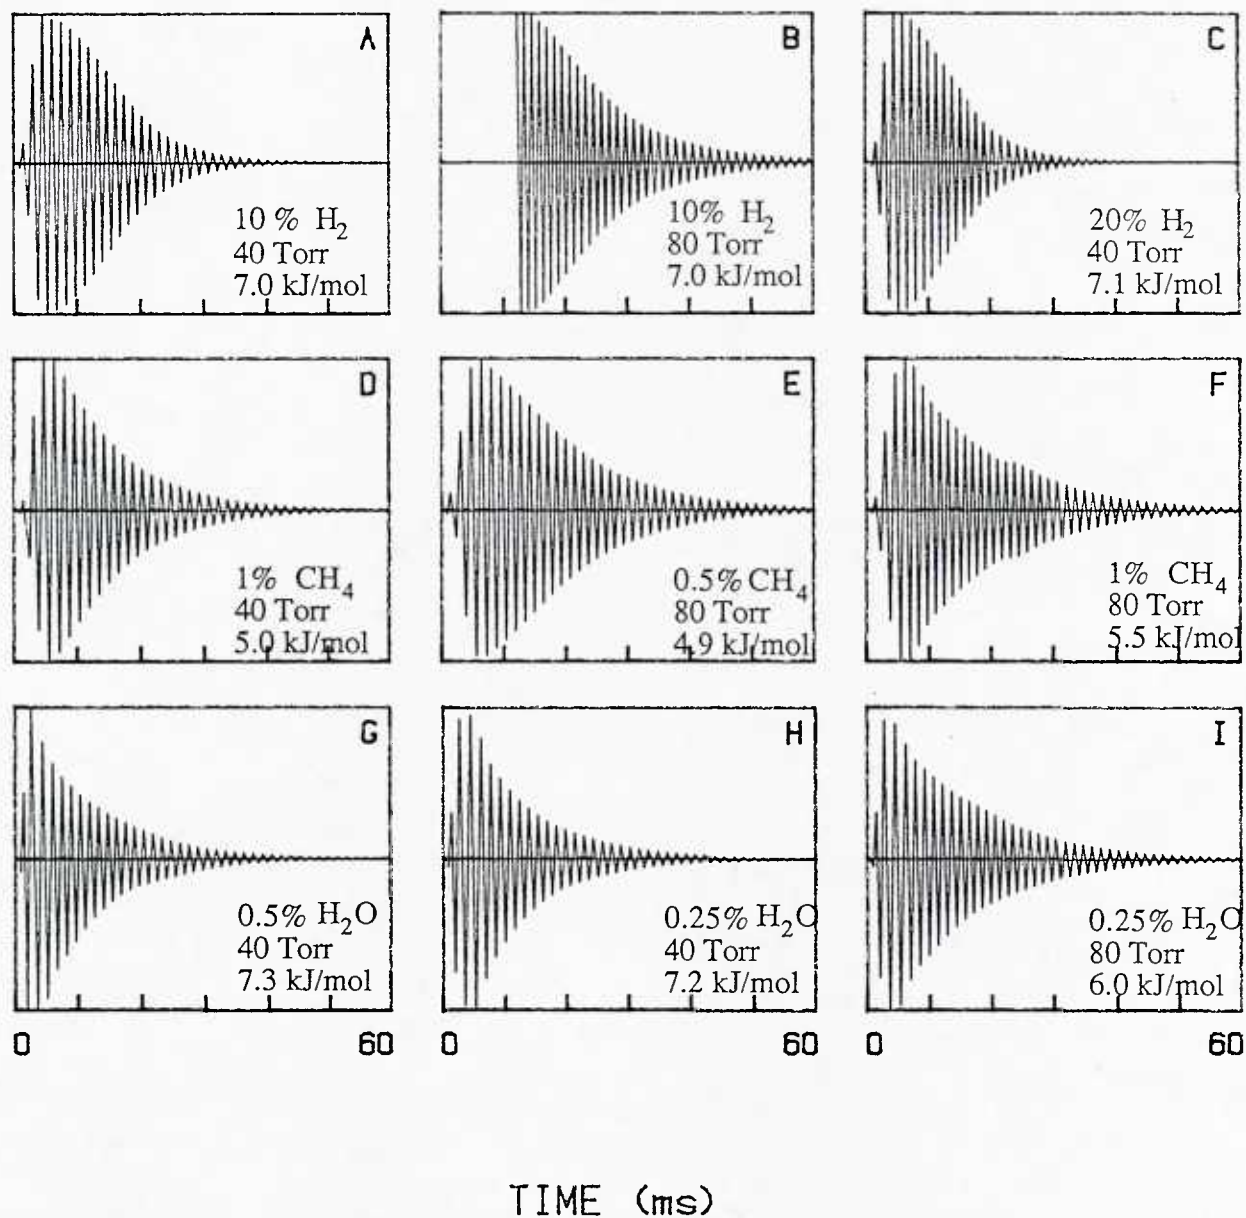 A
10 % H₂
40 Torr
7.0 kJ/mol
B
10% H₂
80 Torr
7.0 kJ/mol
C
20% H₂
40 Torr
7.1 kJ/mol
D
1% CH₄
40 Torr
5.0 kJ/mol
E
0.5% CH₄
80 Torr
4.9 kJ/mol
F
1% CH₄
80 Torr
5.5 kJ/mol
G
0.5% H₂O
40 Torr
7.3 kJ/mol
H
0.25% H₂O
40 Torr
7.2 kJ/mol
I
0.25% H₂O
80 Torr
6.0 kJ/mol
0 60 0 60 0 60
TIME (ms)